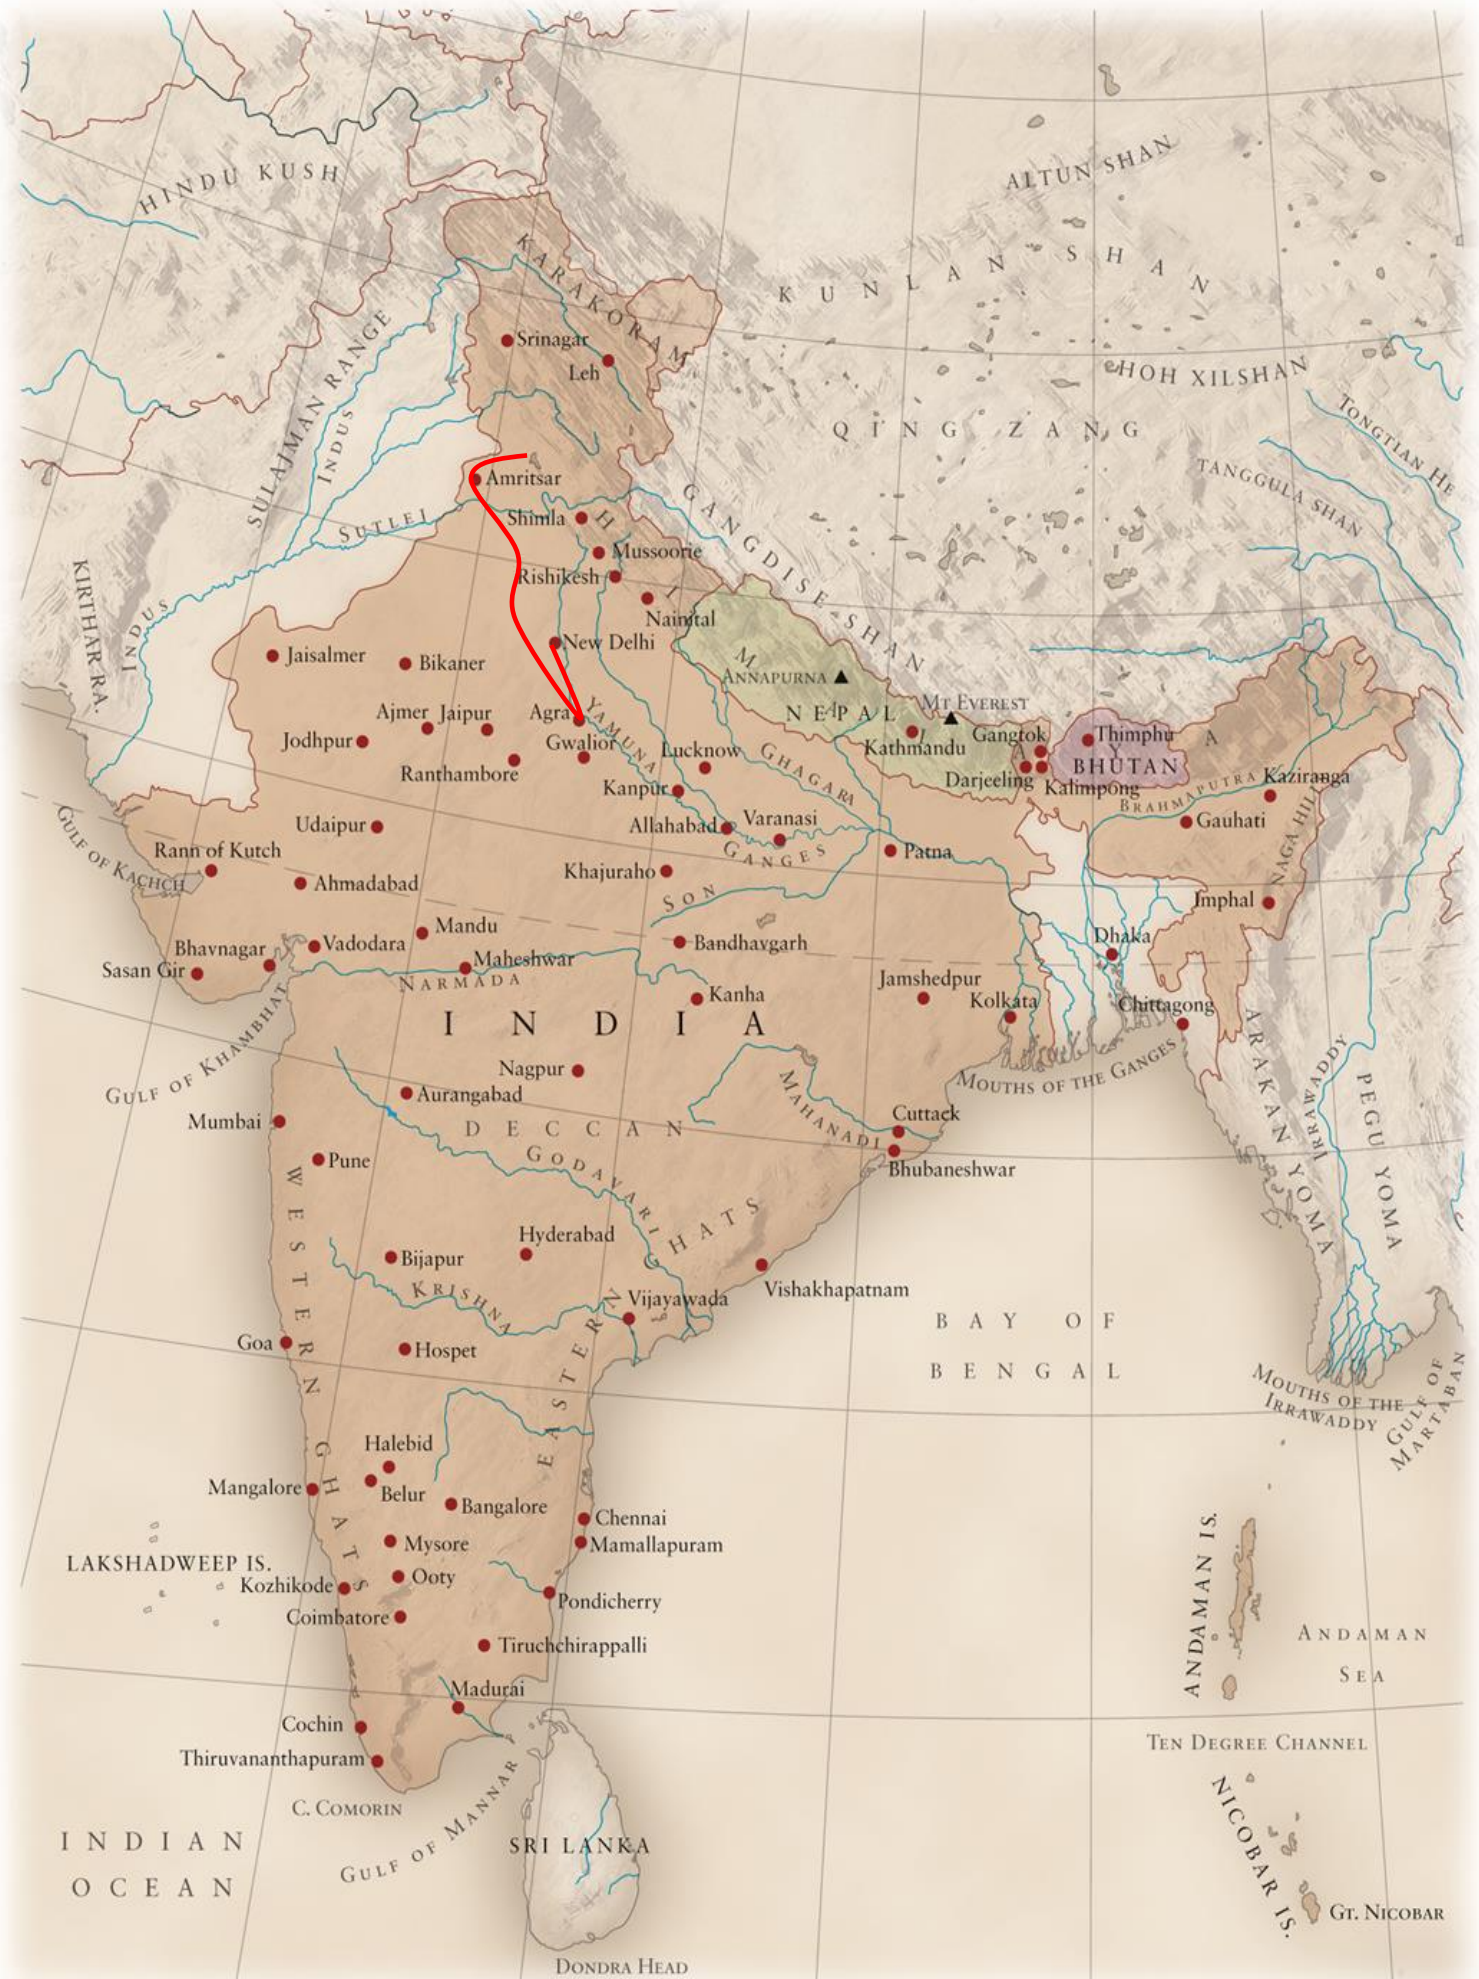 HINDU KUSH
ALTUN SHAN
KARAKORAM
KUNLAN SHAN
Srinagar
Leh
SULAJMAN RANGE
INDUS
HOH XILSHAN
TONGTIAN HE
QING ZANG
TANGGULA SHAN
Amritsar
SUTLEJ
Shimla
GANGDISE SHAN
Mussoorie
Rishikesh
Nainital
KIRTHAR RA.
INDUS
New Delhi
Jaisalmer
Bikaner
H I M A L A Y A
ANNAPURNA
NEPAL
MT EVEREST
Ajmer
Jaipur
Agra
YAMUNA
Jodhpur
Gwalior
Lucknow
GHAGARA
Kathmandu
Gangtok
Thimphu
BHUTAN
Ranthambore
Kanpur
Darjeeling
Kalimpong
BRAHMAPUTRA
Kaziranga
Udaipur
Allahabad
Varanasi
GANGES
Patna
Gauhati
NAGA HILL
GULF OF KACHCH
Rann of Kutch
Ahmadabad
Khajuraho
SON
Imphal
Mandu
Bhavnagar
Vadodara
Bandhavgarh
Dhaka
Sasan Gir
Maheshwar
NARMADA
Kanha
Jamshedpur
Kolkata
Chittagong
INDIA
GULF OF KHAMBHAT
Nagpur
MOUTHS OF THE GANGES
ARAKAN YOMA
IRRAWADDY
PEGU YOMA
Aurangabad
Mumbai
DECCAN
MAHANADI
Cuttack
Bhubaneshwar
Pune
GODAVARI
WESTERN GHATS
EASTERN GHATS
Hyderabad
Bijapur
KRISHNA
Vijayawada
Vishakhapatnam
Goa
Hospet
BAY OF
BENGAL
MOUTHS OF THE
IRRAWADDY
GULF OF
MARTABAN
Halebid
Mangalore
Belur
Bangalore
Chennai
Mysore
Mamallapuram
LAKSHADWEEP IS.
Kozhikode
Ooty
Pondicherry
Coimbatore
Tiruchchirappalli
ANDAMAN IS.
ANDAMAN
SEA
Madurai
Cochin
Thiruvananthapuram
TEN DEGREE CHANNEL
C. COMORIN
GULF OF MANNAR
INDIAN
OCEAN
SRI LANKA
NICOBAR IS.
GT. NICOBAR
DONDRA HEAD